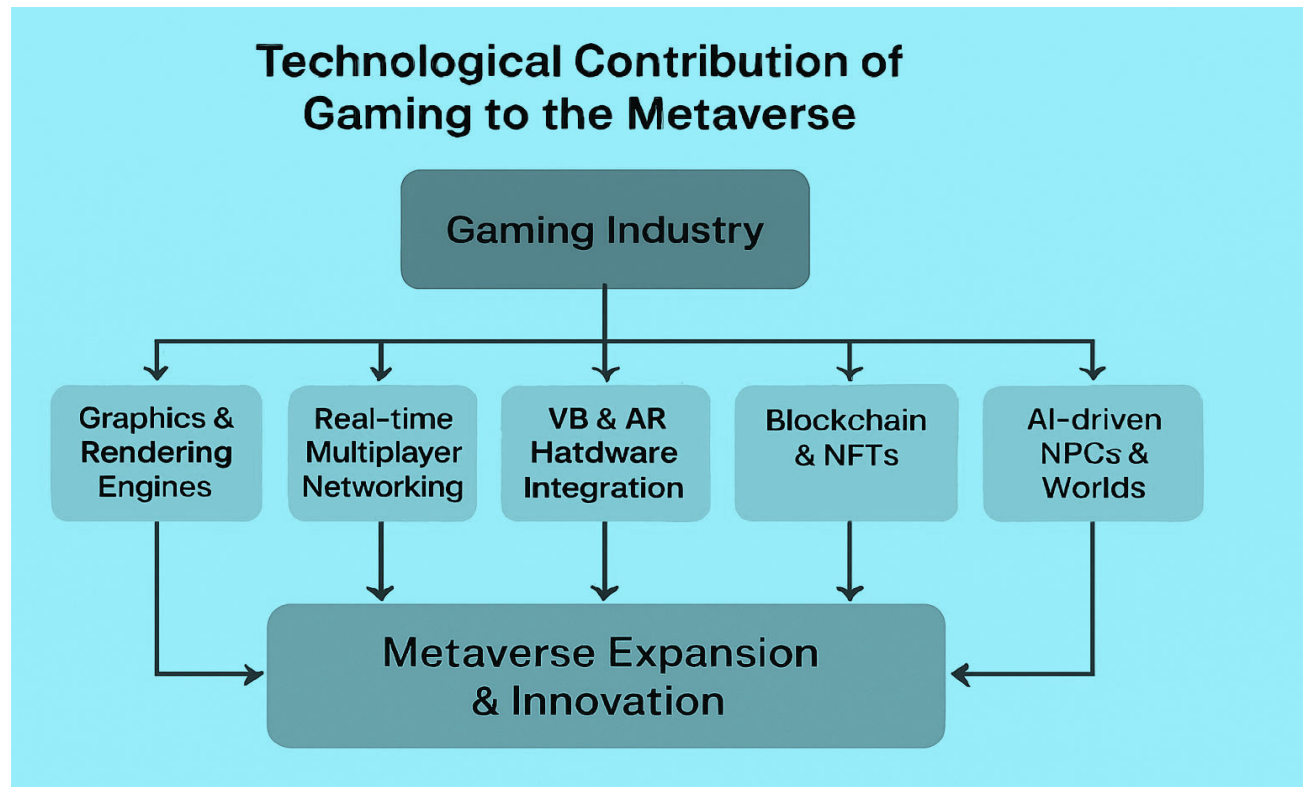 Technological Contribution of
Gaming to the Metaverse
Gaming Industry
Graphics &
Rendering
Engines
Real-time
Multiplayer
Networking
VB & AR
Hatdware
Integration
Blockchain
& NFTs
AI-driven
NPCs &
Worlds
Metaverse Expansion
& Innovation